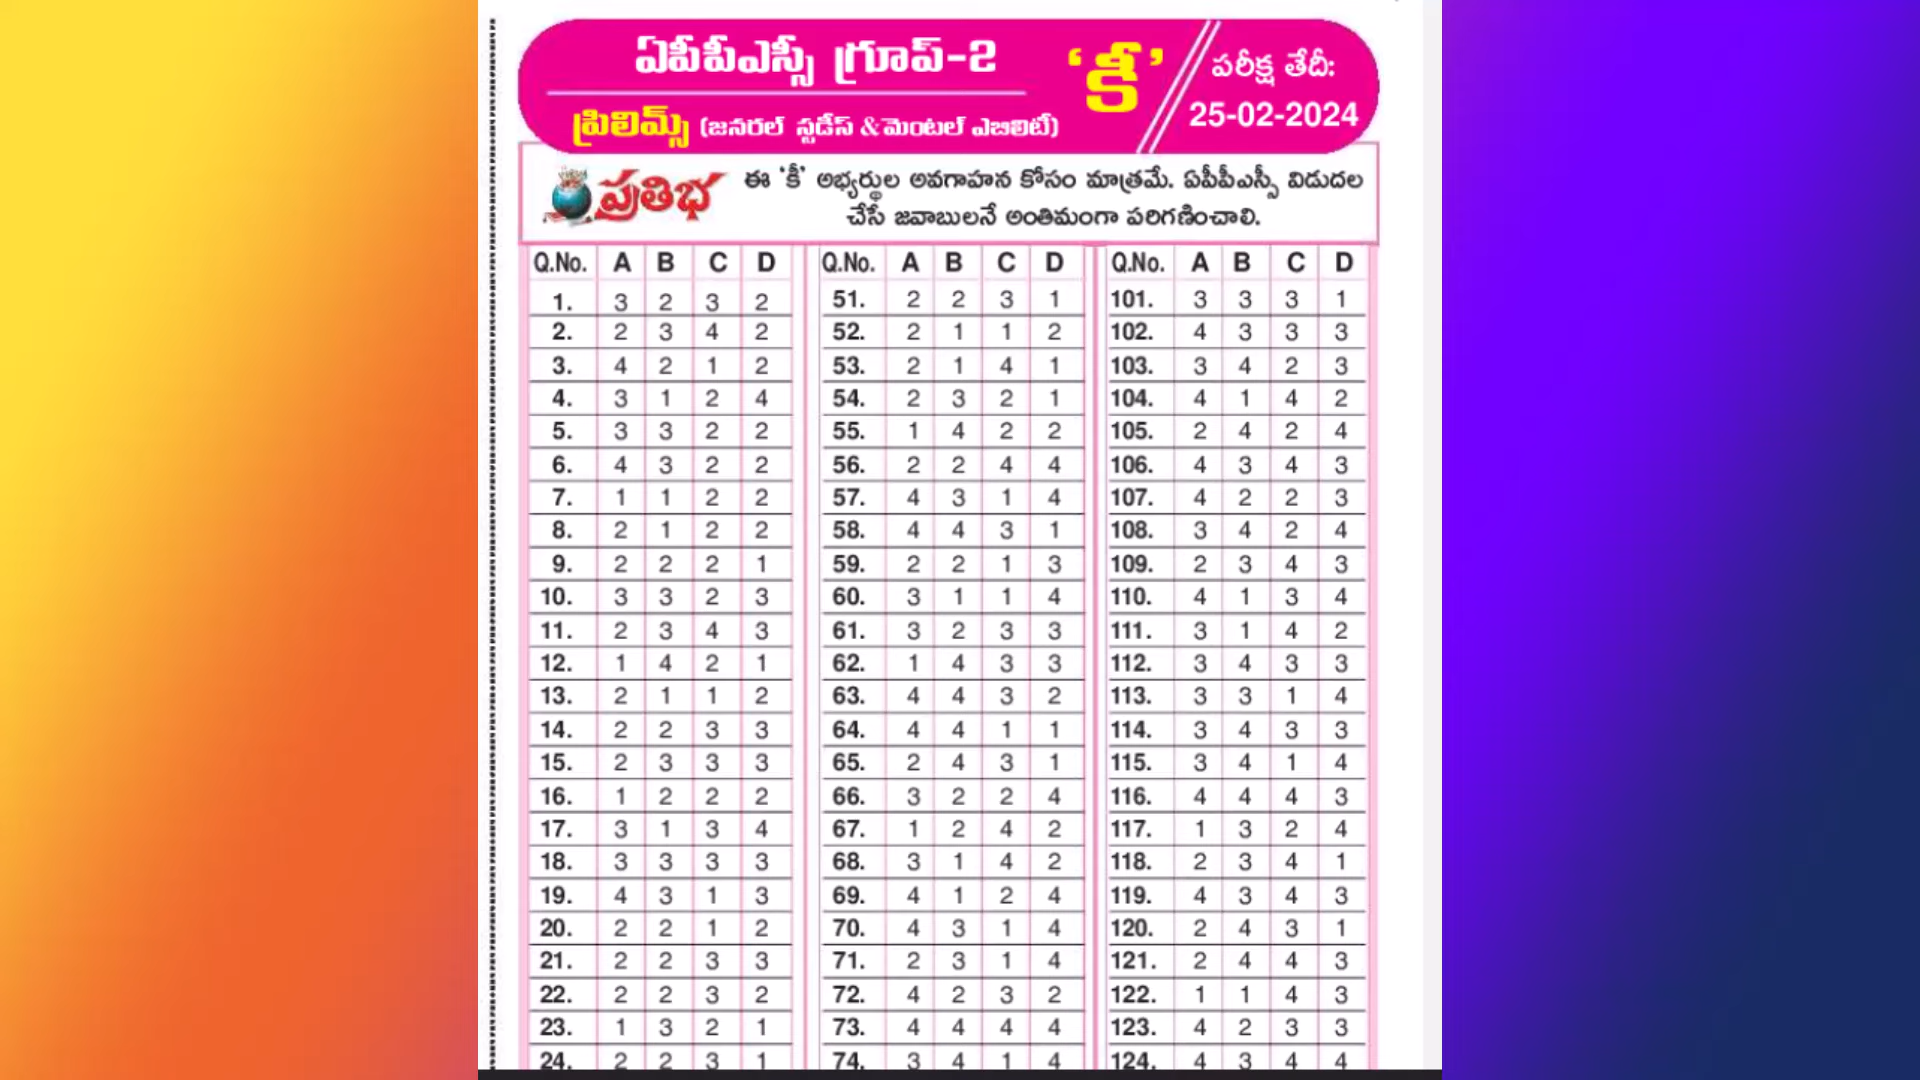 ఏపీపీఎస్సీ గ్రూప్-2
ప్రిలిమ్స్ (జనరల్ స్టడీస్ & మెంటల్ ఎబిలిటీ)
'కీ'
పరీక్ష తేదీ:
25-02-2024
ప్రతిభ
ఈ 'కీ' అభ్యర్థుల అవగాహన కోసం మాత్రమే. ఏపీపీఎస్సీ విడుదల
చేసే జవాబులనే అంతిమంగా పరిగణించాలి.
Q.No. A B C D Q.No. A B C D Q.No. A B C D
1. 3 2 3 2 51. 2 2 3 1 101. 3 3 3 1
2. 2 3 4 2 52. 2 1 1 2 102. 4 3 3 3
3. 4 2 1 2 53. 2 1 4 1 103. 3 4 2 3
4. 3 1 2 4 54. 2 3 2 1 104. 4 1 4 2
5. 3 3 2 2 55. 1 4 2 2 105. 2 4 2 4
6. 4 3 2 2 56. 2 2 4 4 106. 4 3 4 3
7. 1 1 2 2 57. 4 3 1 4 107. 4 2 2 3
8. 2 1 2 2 58. 4 4 3 1 108. 3 4 2 4
9. 2 2 2 1 59. 2 2 1 3 109. 2 3 4 3
10. 3 3 2 3 60. 3 1 1 4 110. 4 1 3 4
11. 2 3 4 3 61. 3 2 3 3 111. 3 1 4 2
12. 1 4 2 1 62. 1 4 3 3 112. 3 4 3 3
13. 2 1 1 2 63. 4 4 3 2 113. 3 3 1 4
14. 2 2 3 3 64. 4 4 1 1 114. 3 4 3 3
15. 2 3 3 3 65. 2 4 3 1 115. 3 4 1 4
16. 1 2 2 2 66. 3 2 2 4 116. 4 4 4 3
17. 3 1 3 4 67. 1 2 4 2 117. 1 3 2 4
18. 3 3 3 3 68. 3 1 4 2 118. 2 3 4 1
19. 4 3 1 3 69. 4 1 2 4 119. 4 3 4 3
20. 2 2 1 2 70. 4 3 1 4 120. 2 4 3 1
21. 2 2 3 3 71. 2 3 1 4 121. 2 4 4 3
22. 2 2 3 2 72. 4 2 3 2 122. 1 1 4 3
23. 1 3 2 1 73. 4 4 4 4 123. 4 2 3 3
24. 2 2 3 1 74. 3 4 1 4 124. 4 3 4 4